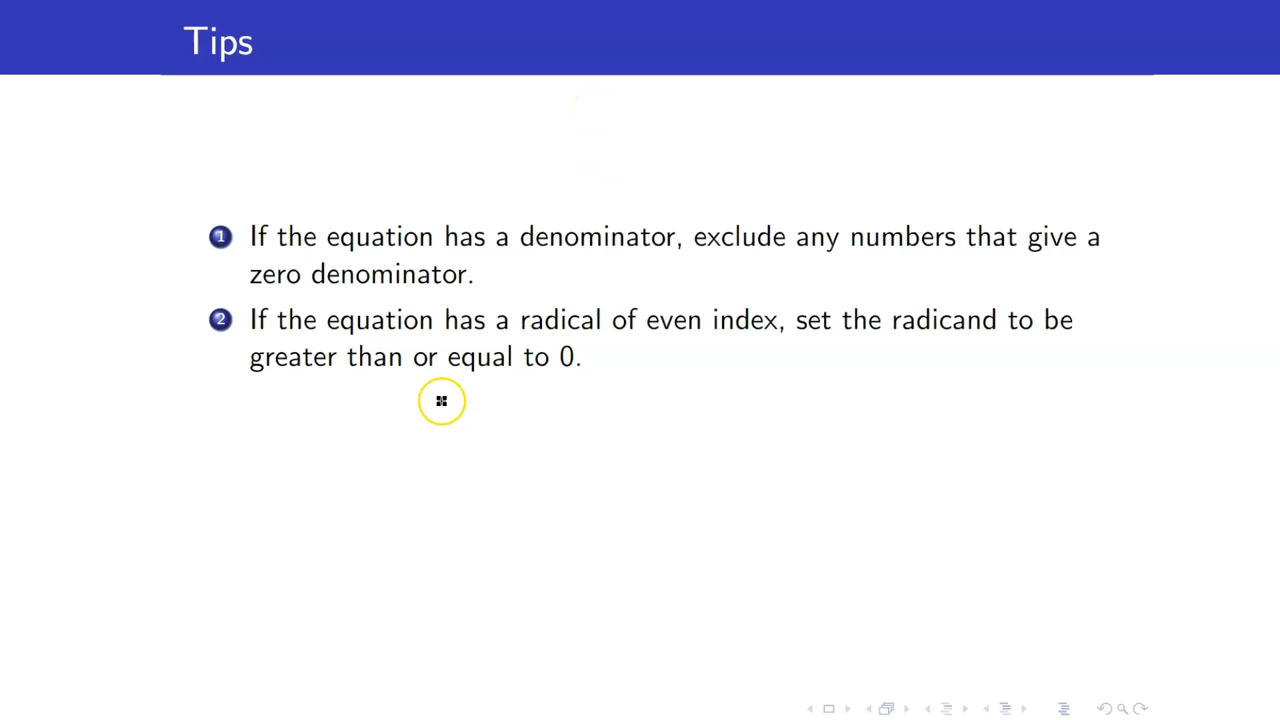 Tips
1 If the equation has a denominator, exclude any numbers that give a
zero denominator.
2 If the equation has a radical of even index, set the radicand to be
greater than or equal to 0.